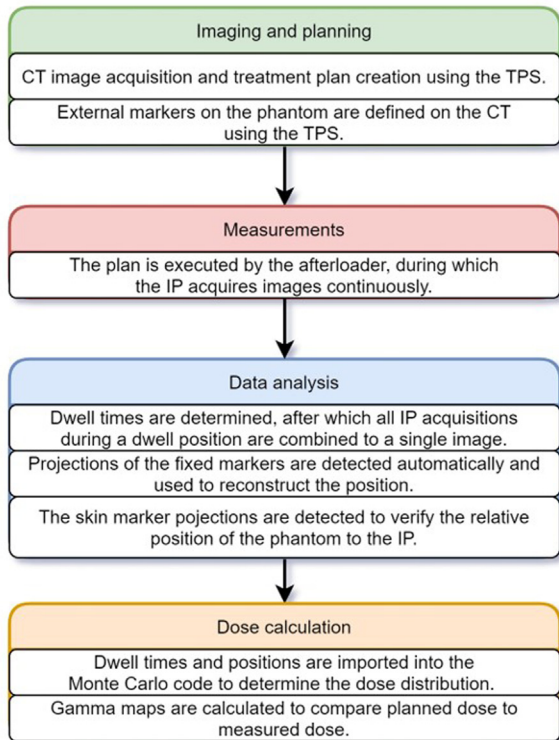 Imaging and planning
CT image acquisition and treatment plan creation using the TPS.
External markers on the phantom are defined on the CT
using the TPS.
Measurements
The plan is executed by the afterloader, during which
the IP acquires images continuously.
Data analysis
Dwell times are determined, after which all IP acquisitions
during a dwell position are combined to a single image.
Projections of the fixed markers are detected automatically and
used to reconstruct the position.
The skin marker pojections are detected to verify the relative
position of the phantom to the IP.
Dose calculation
Dwell times and positions are imported into the
Monte Carlo code to determine the dose distribution.
Gamma maps are calculated to compare planned dose to
measured dose.